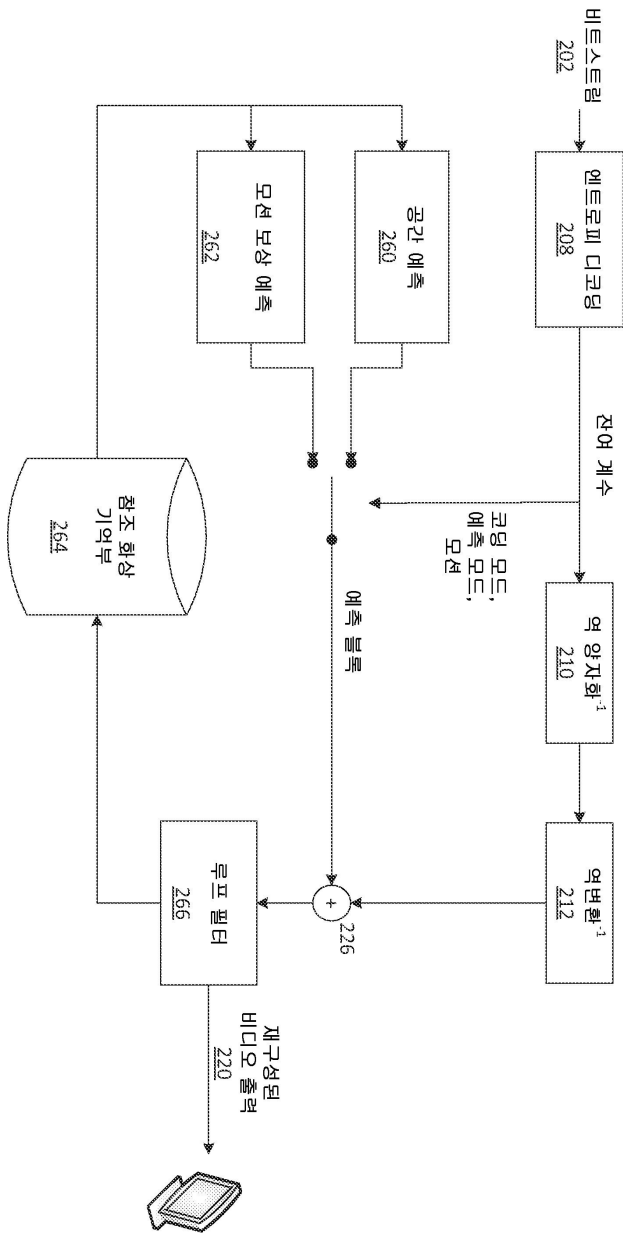 비트스트림
202
엔트로피 디코딩
208
잔여 계수
역 양자화-1
210
역변환-1
212
코딩 모드,
예측 모드,
모션
공간 예측
260
모션 보상 예측
262
예측 블록
+
226
참조 화상
기억부
264
루프 필터
266
재구성된
비디오 출력
220